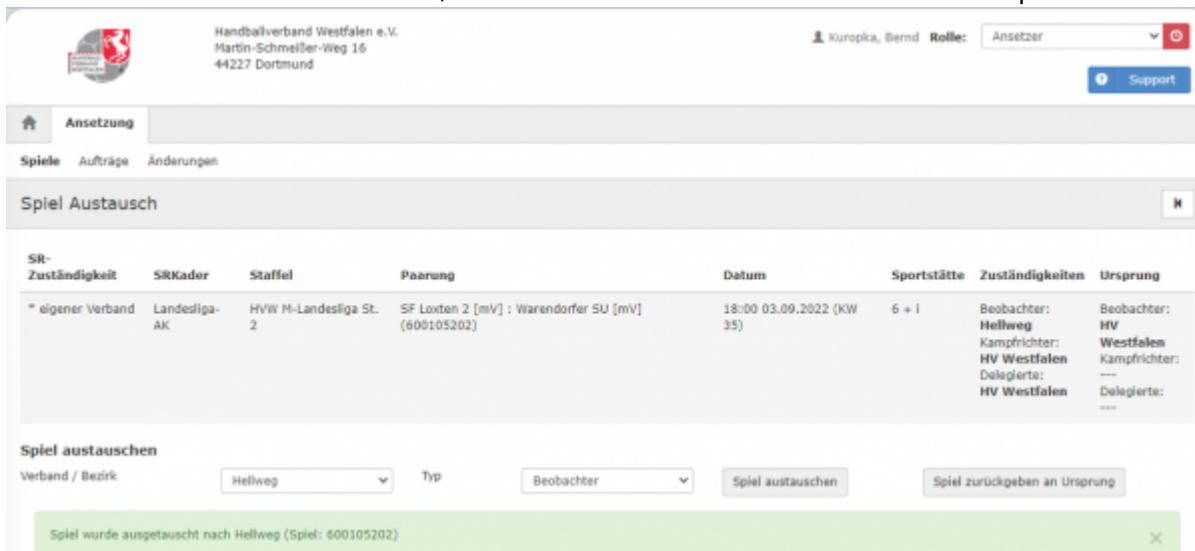 Handballverband Westfalen e.V.
Martin-Schmeißer-Weg 16
44227 Dortmund
Kuropka, Bernd Rolle: Ansetzer
Support
Ansetzung
Spiele Aufträge Änderungen
Spiel Austausch
SR-
Zuständigkeit SRKader Staffel Paarung Datum Sportstätte Zuständigkeiten Ursprung
* eigener Verband Landesliga- HVW M-Landesliga St. SF Loxten 2 [mV] : Warendorfer SU [mV] 18:00 03.09.2022 (KW 6 + i Beobachter: Beobachter:
AK 2 (600105202) 35) Hellweg HV
Kampfrichter: Westfalen
HV Westfalen Kampfrichter:
Delegierte: ---
HV Westfalen Delegierte:
---
Spiel austauschen
Verband / Bezirk Hellweg Typ Beobachter Spiel austauschen Spiel zurückgeben an Ursprung
Spiel wurde ausgetauscht nach Hellweg (Spiel: 600105202)